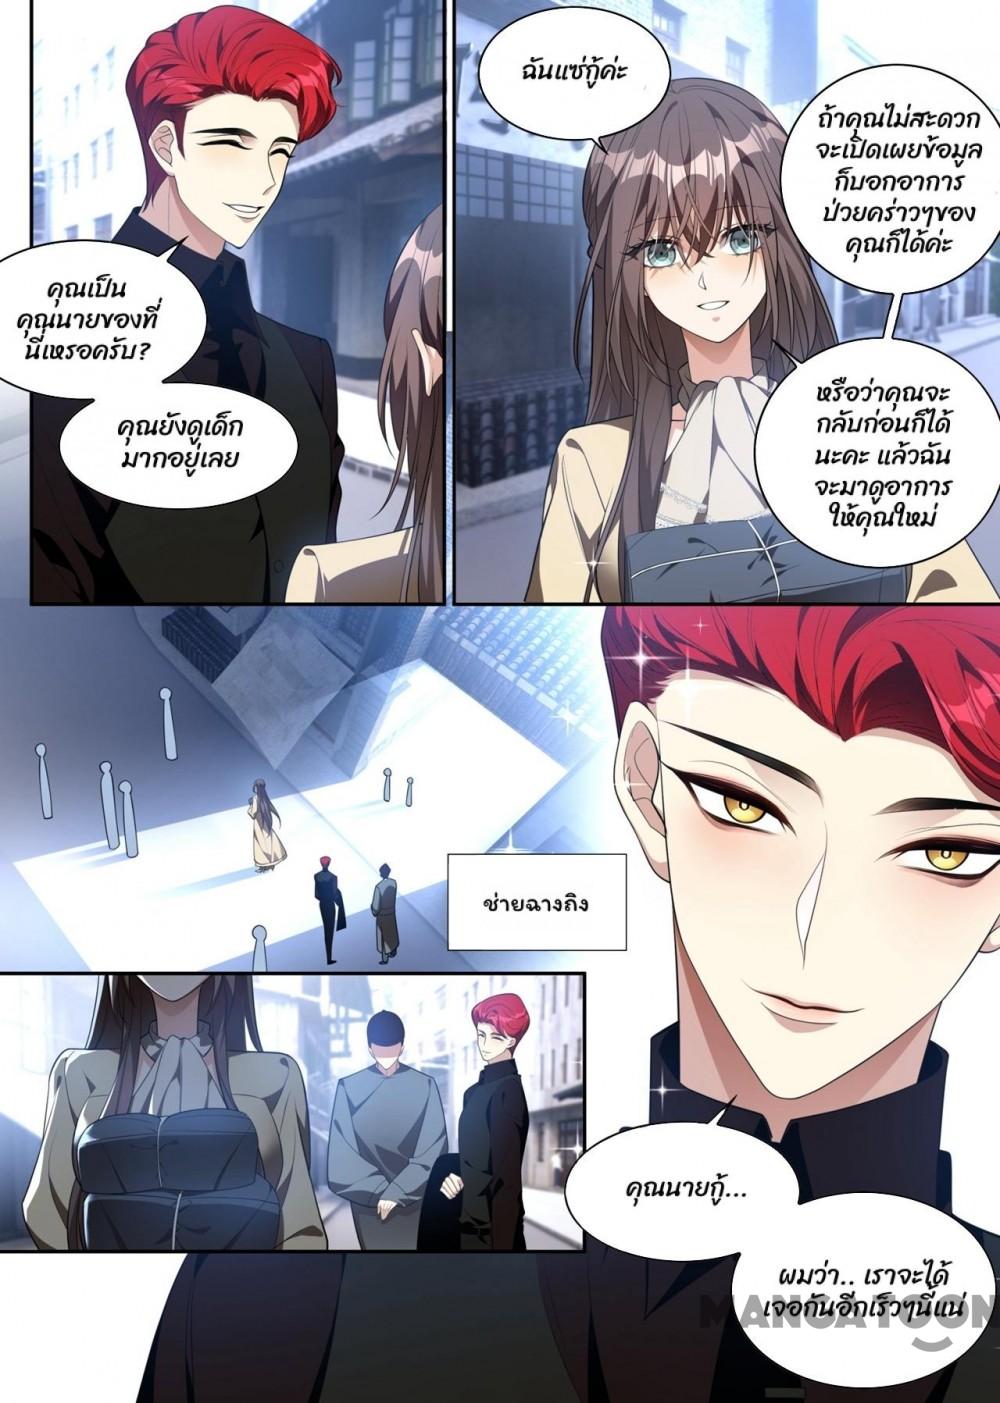 คุณเป็น
คุณนายของที่
นี่เหรอครับ?
คุณยังดูเด็ก
มากอยู่เลย
ฉันแซ่กู้ค่ะ
ถ้าคุณไม่สะดวก
จะเปิดเผยข้อมูล
ก็บอกอาการ
ป่วยคร่าวๆของ
คุณก็ได้ค่ะ
หรือว่าคุณจะ
กลับก่อนก็ได้
นะคะ แล้วฉัน
จะมาดูอาการ
ให้คุณใหม่
ช่ายฉางถิง
คุณนายกู้...
ผมว่า.. เราจะได้
เจอกันอีกเร็วๆนี้แน่
MANGATOON